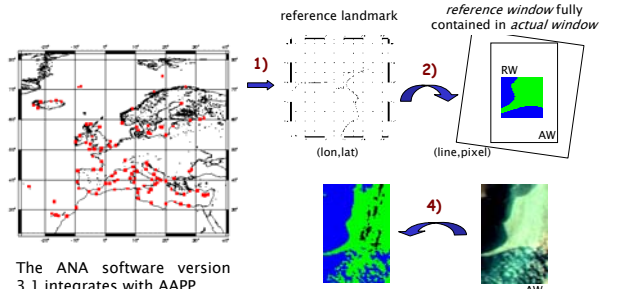 reference landmark
reference window fully
contained in actual window
1)
2)
RW
AW
(lon,lat)
(line,pixel)
4)
The ANA software version
3.1 integrates with AAPP
AW